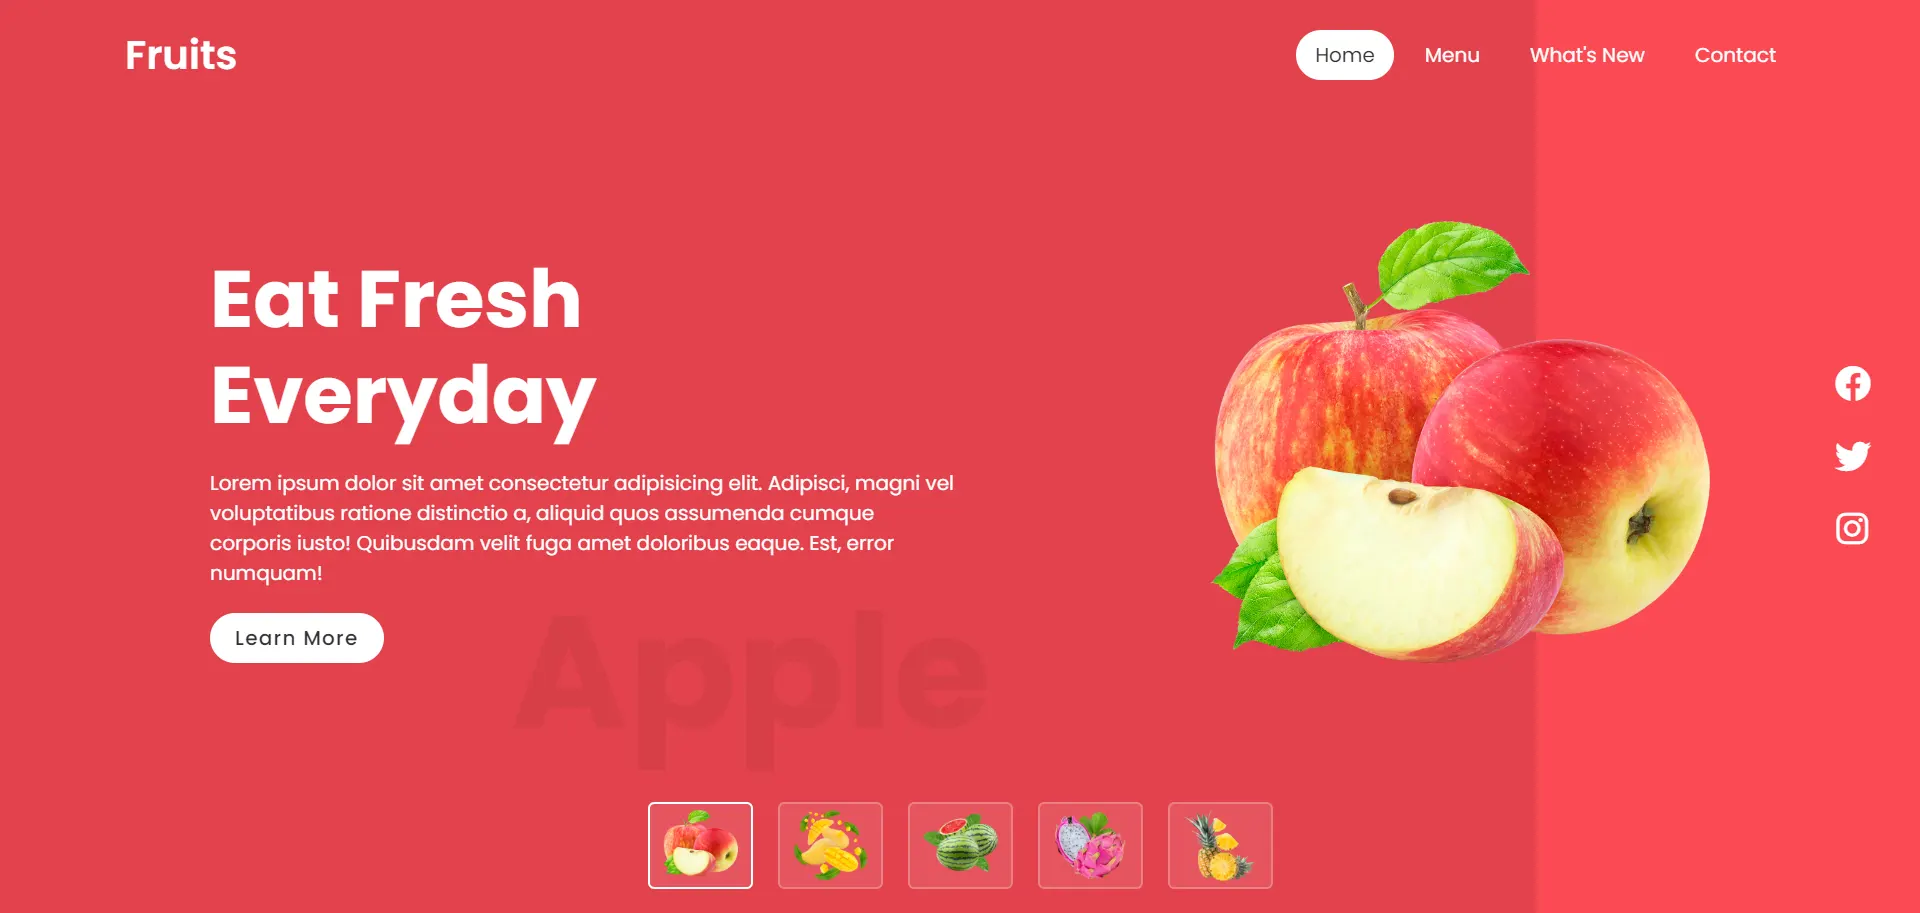 Fruits
Home
Menu
What's New
Contact
Eat Fresh
Everyday
Lorem ipsum dolor sit amet consectetur adipisicing elit. Adipisci, magni vel
voluptatibus ratione distinctio a, aliquid quos assumenda cumque
corporis iusto! Quibusdam velit fuga amet doloribus eaque. Est, error
numquam!
Learn More
Apple